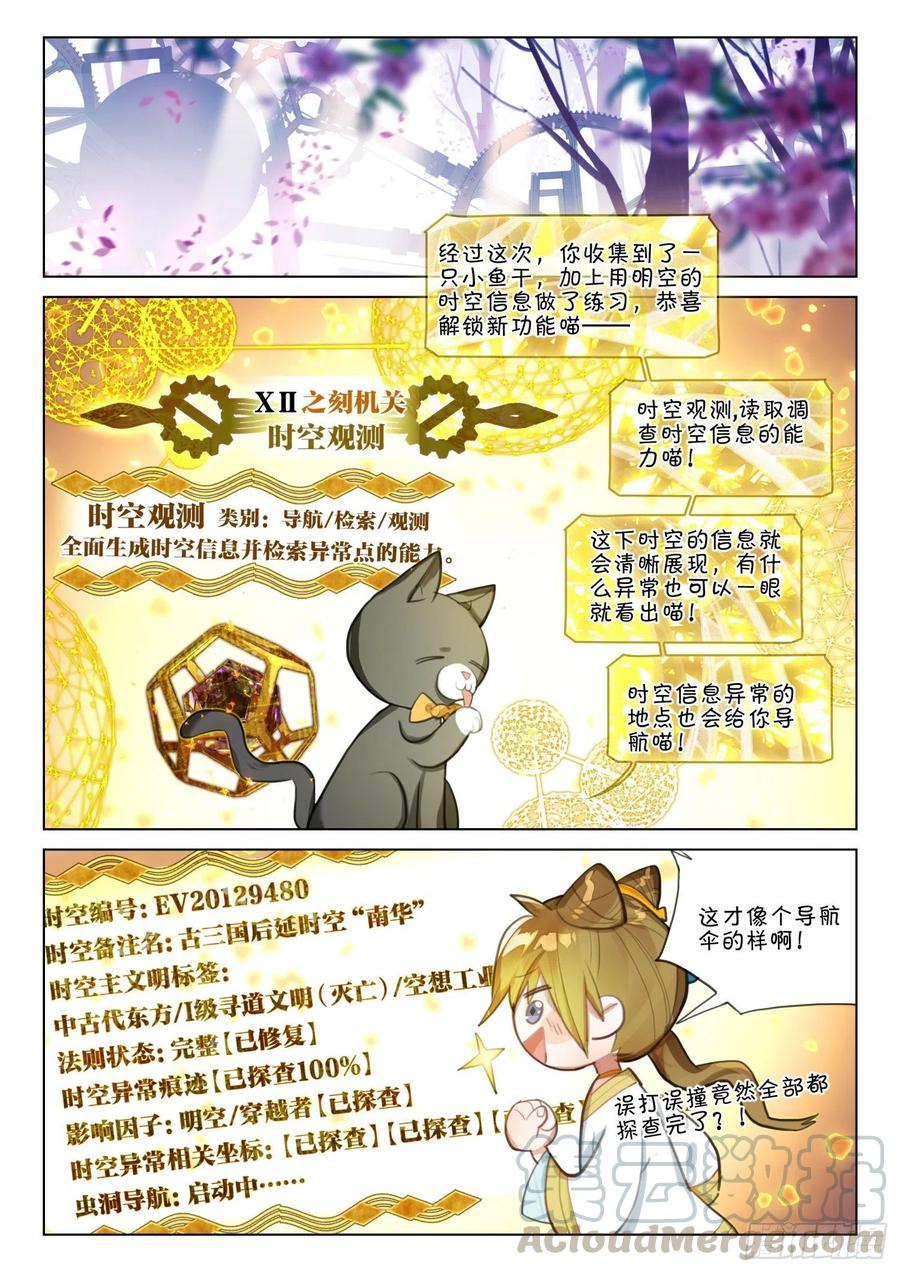 经过这次，你收集到了一
只小鱼干，加上用明空的
时空信息做了练习，恭喜
解锁新功能喵——
XⅡ之刻机关
时空观测
时空观测,读取调
查时空信息的能
力喵！
时空观测 类别：导航/检索/观测
全面生成时空信息并检索异常点的能力。
这下时空的信息就
会清晰展现，有什
么异常也可以一眼
就看出喵！
时空信息异常的
地点也会给你导
航喵！
时空编号：EV20129480
时空备注名：古三国后延时空“南华”
时空主文明标签：
中古代东方/I级寻道文明（灭亡）/空想工业
法则状态：完整【已修复】
时空异常痕迹【已探查100%】
影响因子：明空/穿越者【已探查】
时空异常相关坐标：【已探查】【已探查】【已探查】
虫洞导航：启动中……
这才像个导航
伞的样啊！
误打误撞竟然全部都
探查完了？！
集云数据
AcloudMerge.com